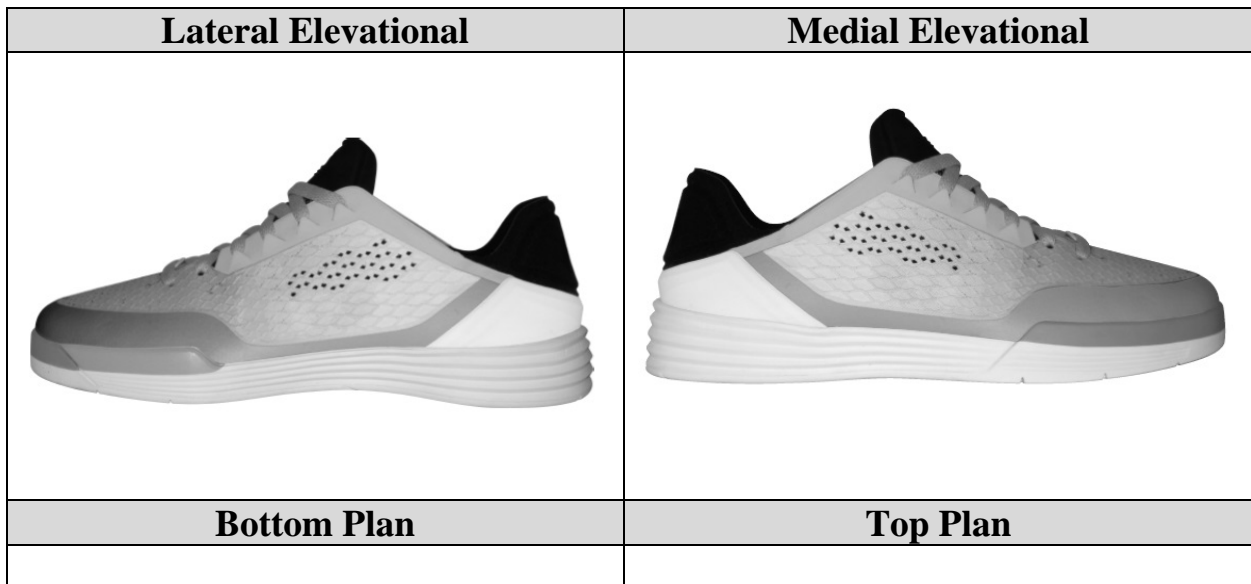 Lateral Elevational
Medial Elevational
Bottom Plan
Top Plan